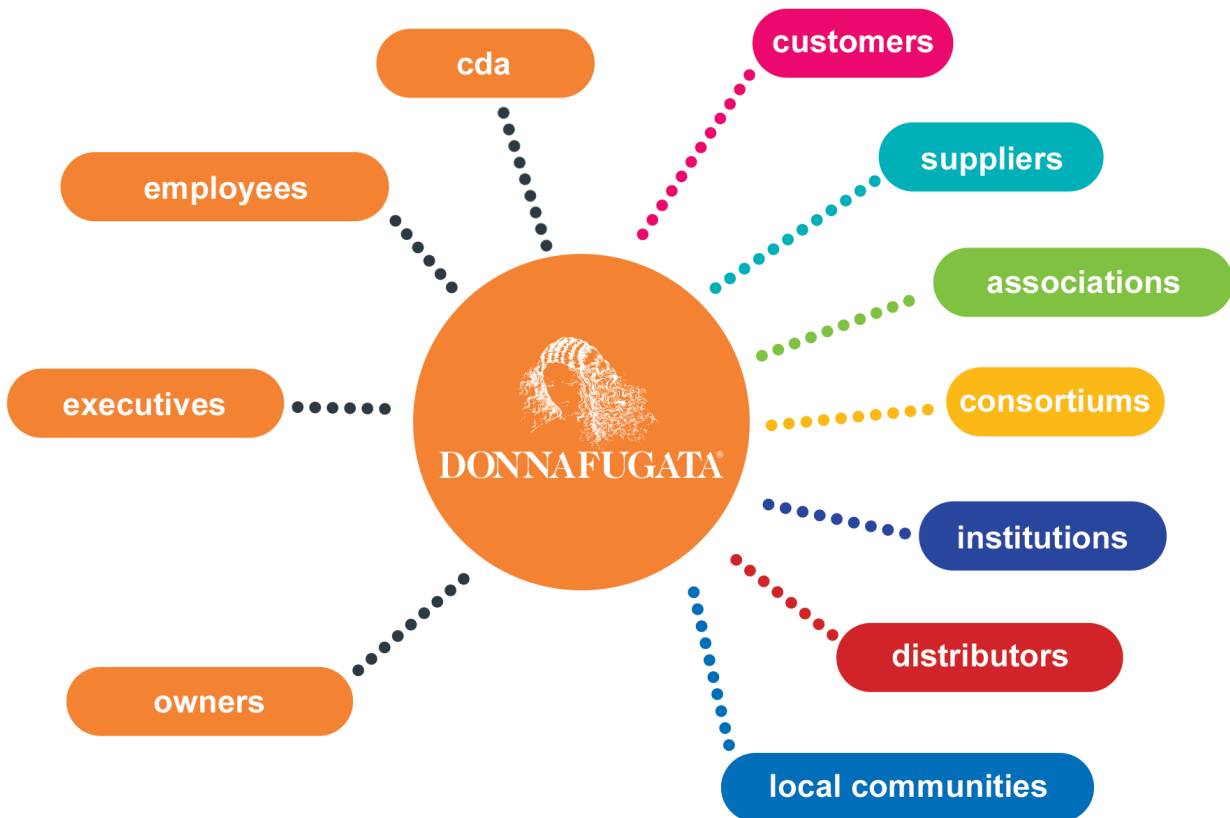 cda
customers
suppliers
employees
associations
executives
consortiums
DONNAFUGATA®
institutions
distributors
owners
local communities